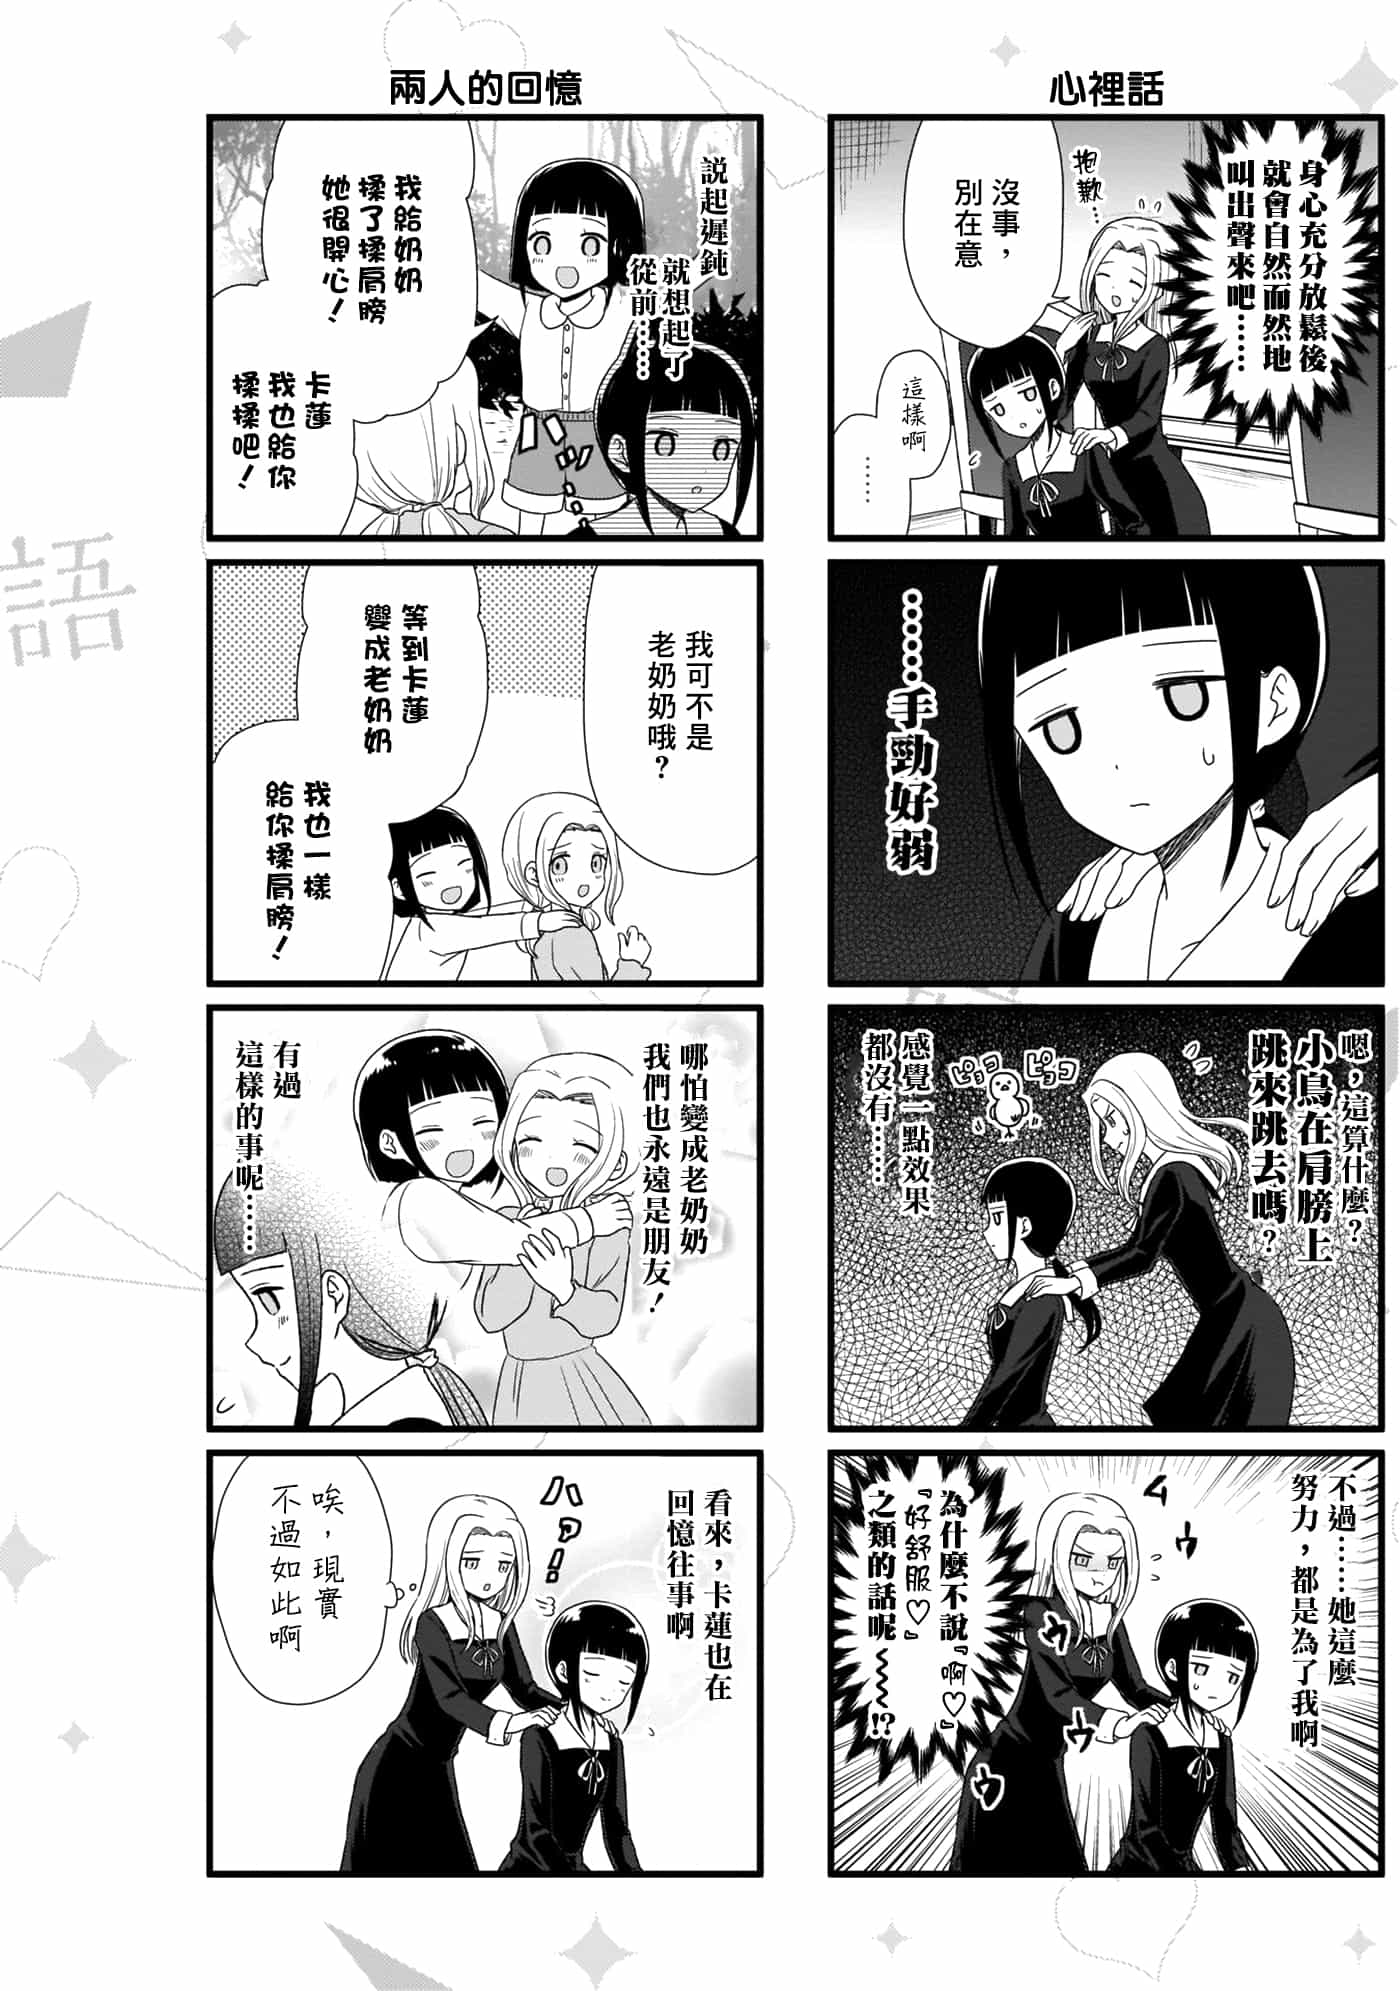 心裡話
身心充分放鬆後
就會自然而然地
叫出聲來吧……
抱歉…
沒事，
別在意
這樣啊
……
……手勁好弱
嗯，這算什麼？
小鳥在肩膀上
跳來跳去嗎？
ピョコ
ピョコ
感覺一點效果
都沒有……
不過……她這麼
努力，都是為了我啊
ム
ウ
ウ
ウ
ウ
為什麼不說『啊♡』
『好舒服♡』
之類的話呢~~~!?
兩人的回憶
説起遲鈍
就想起了
從前……
我給奶奶
揉了揉肩膀
她很開心！
卡蓮
我也給你
揉揉吧！
ハッ
我可不是
老奶奶哦？
等到卡蓮
變成老奶奶
我也一樣
給你揉肩膀！
哪怕變成老奶奶
我們也永遠是朋友！
有過
這樣的事呢……
看來，卡蓮也在
回憶往事啊
ハァ…
唉，現實
不過如此啊
語